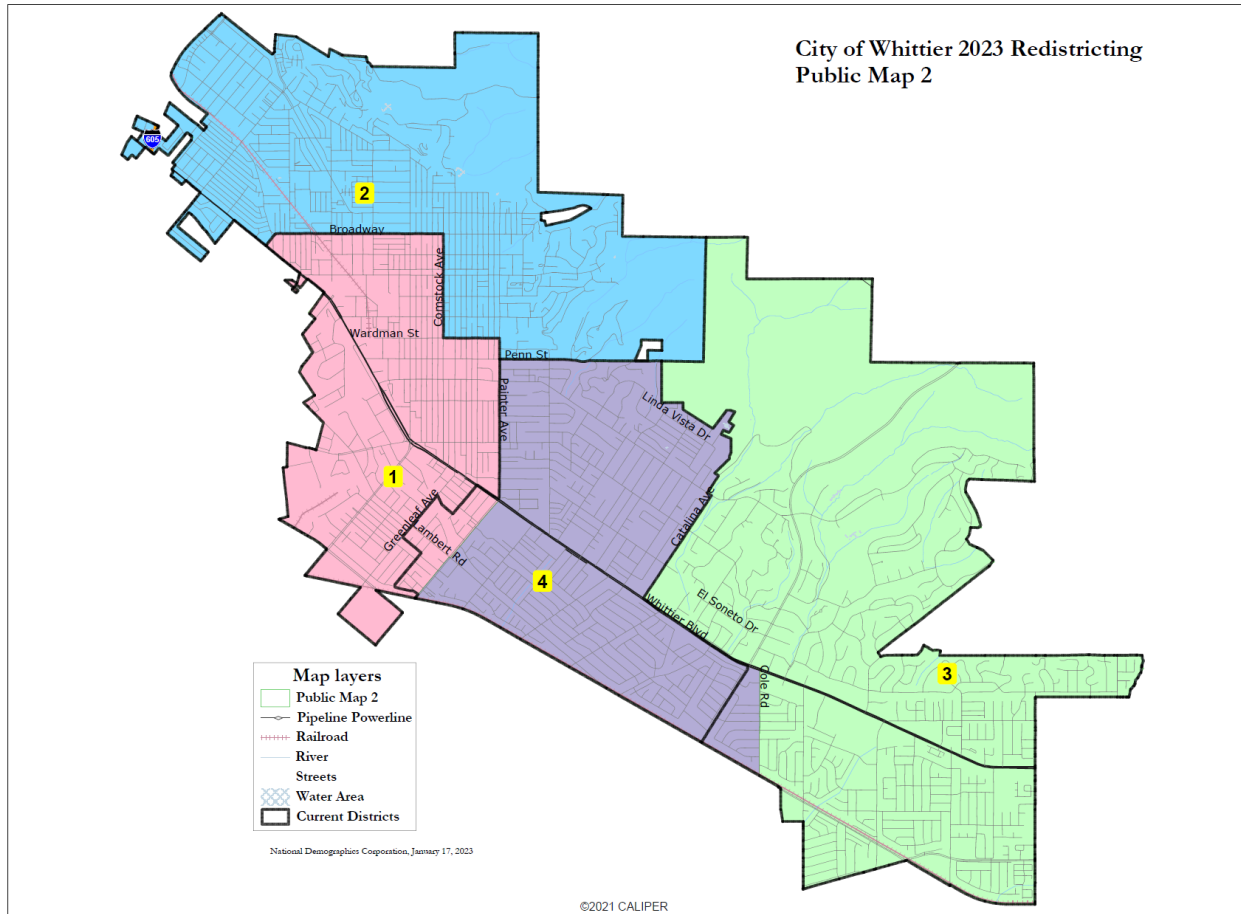 City of Whittier 2023 Redistricting
Public Map 2
605
2
Broadway
Comstock Ave
Wardman St
Penn St
Painter Ave
Linda Vista Dr
1
Greenleaf Ave
Lambert Rd
Catalina Ave
4
El Soneto Dr
Whittier Blvd
Cole Rd
3
Map layers
Public Map 2
Pipeline Powerline
Railroad
River
Streets
Water Area
Current Districts
National Demographics Corporation, January 17, 2023
©2021 CALIPER